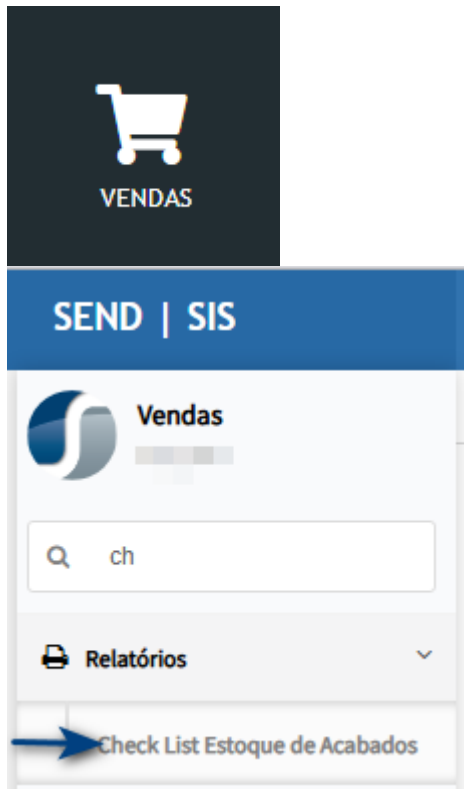 VENDAS
SEND | SIS
Vendas
ch
Relatórios
Check List Estoque de Acabados